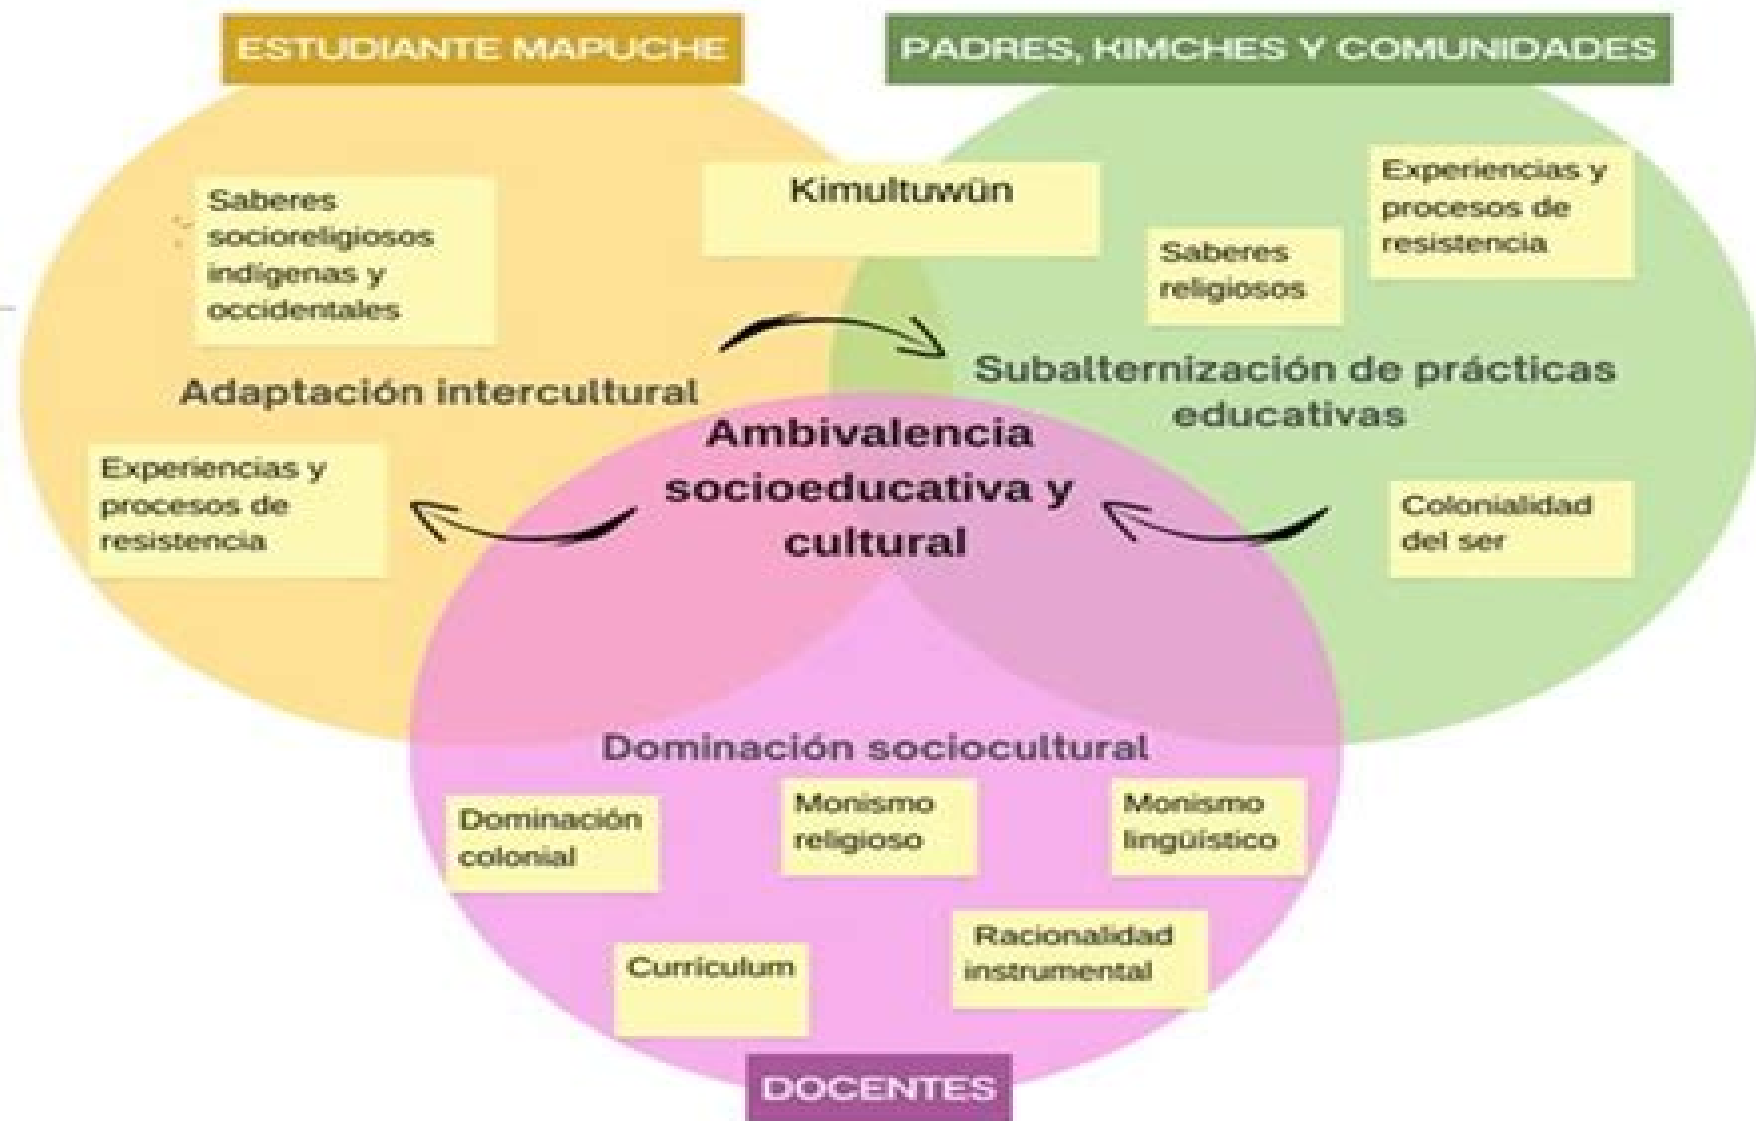 ESTUDIANTE MAPUCHE
PADRES, KIMCHES Y COMUNIDADES
Saberes
socioreligiosos
indígenas y
occidentales
Kimultuwün
Saberes
religiosos
Experiencias y
procesos de
resistencia
Adaptación intercultural
Subalternización de prácticas
educativas
Experiencias y
procesos de
resistencia
Ambivalencia
socioeducativa y
cultural
Colonialidad
del ser
Dominación sociocultural
Dominación
colonial
Monismo
religioso
Monismo
lingüístico
Curriculum
Racionalidad
instrumental
DOCENTES